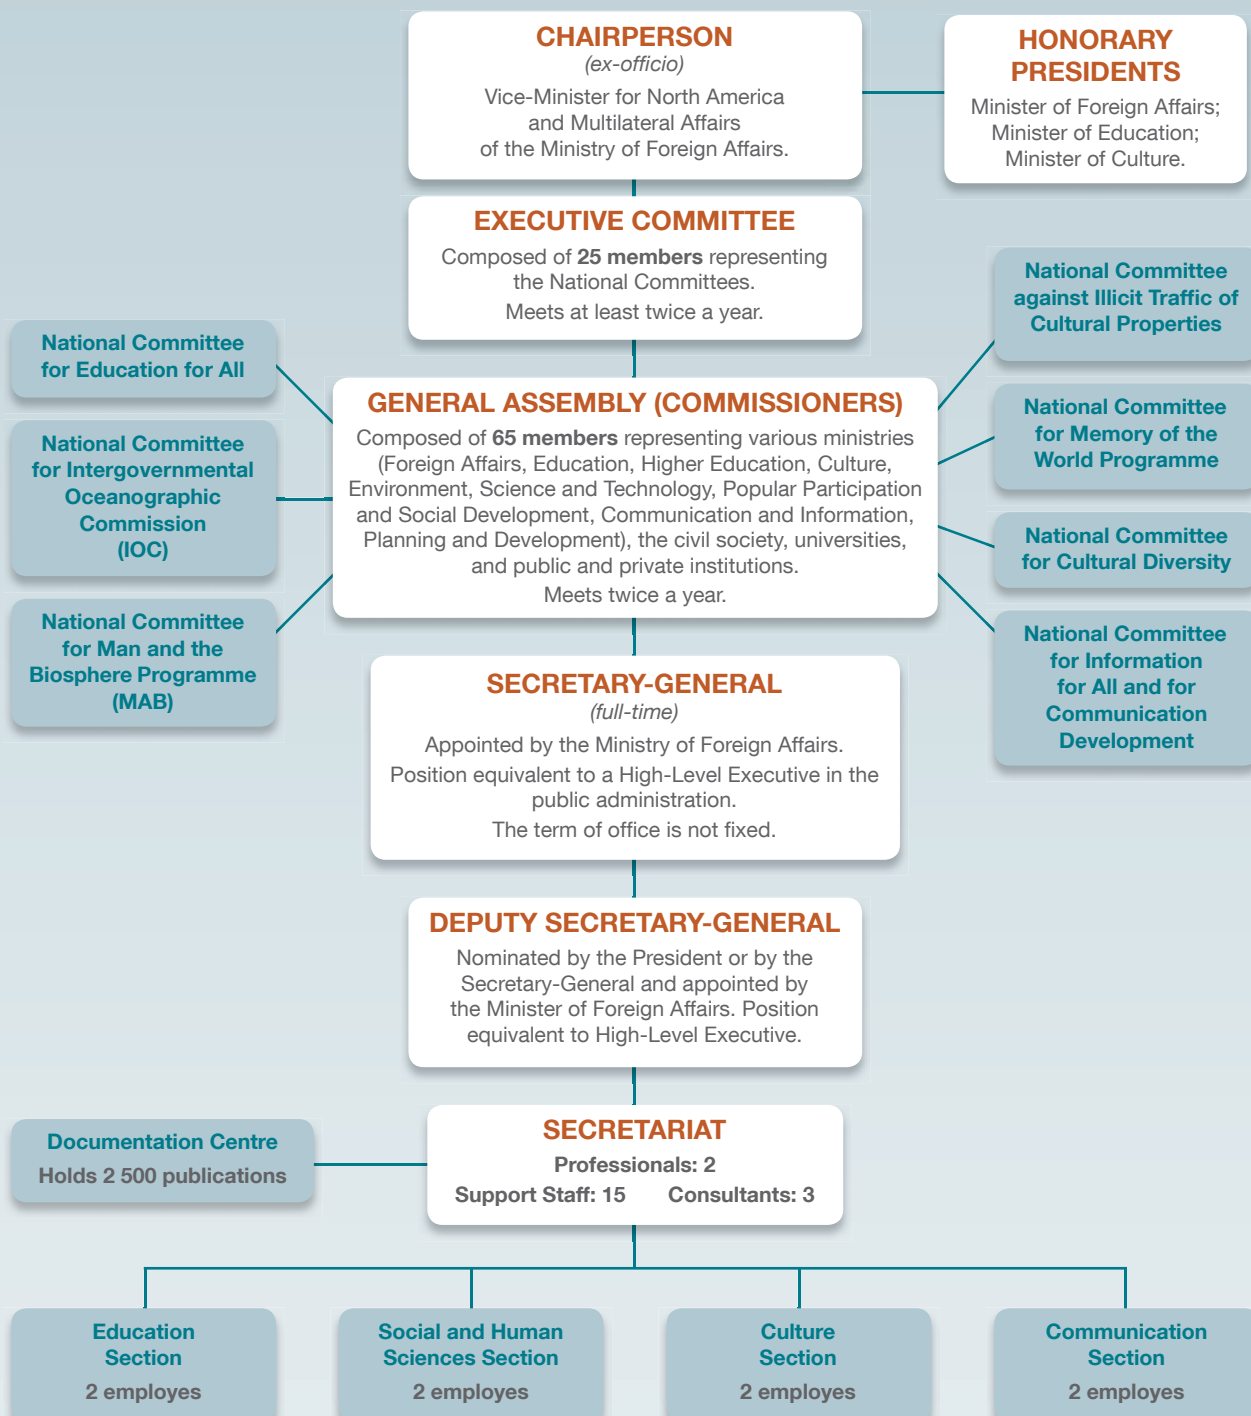 CHAIRPERSON
(ex-officio)
Vice-Minister for North America
and Multilateral Affairs
of the Ministry of Foreign Affairs.
HONORARY
PRESIDENTS
Minister of Foreign Affairs;
Minister of Education;
Minister of Culture.
EXECUTIVE COMMITTEE
Composed of 25 members representing
the National Committees.
Meets at least twice a year.
National Committee
for Education for All
National Committee
for Intergovernmental
Oceanographic
Commission
(IOC)
National Committee
for Man and the
Biosphere Programme
(MAB)
GENERAL ASSEMBLY (COMMISSIONERS)
Composed of 65 members representing various ministries
(Foreign Affairs, Education, Higher Education, Culture,
Environment, Science and Technology, Popular Participation
and Social Development, Communication and Information,
Planning and Development), the civil society, universities,
and public and private institutions.
Meets twice a year.
National Committee
against Illicit Traffic of
Cultural Properties
National Committee
for Memory of the
World Programme
National Committee
for Cultural Diversity
National Committee
for Information
for All and for
Communication
Development
SECRETARY-GENERAL
(full-time)
Appointed by the Ministry of Foreign Affairs.
Position equivalent to a High-Level Executive in the
public administration.
The term of office is not fixed.
DEPUTY SECRETARY-GENERAL
Nominated by the President or by the
Secretary-General and appointed by
the Minister of Foreign Affairs. Position
equivalent to High-Level Executive.
Documentation Centre
Holds 2 500 publications
SECRETARIAT
Professionals: 2
Support Staff: 15 Consultants: 3
Education
Section
2 employes
Social and Human
Sciences Section
2 employes
Culture
Section
2 employes
Communication
Section
2 employes